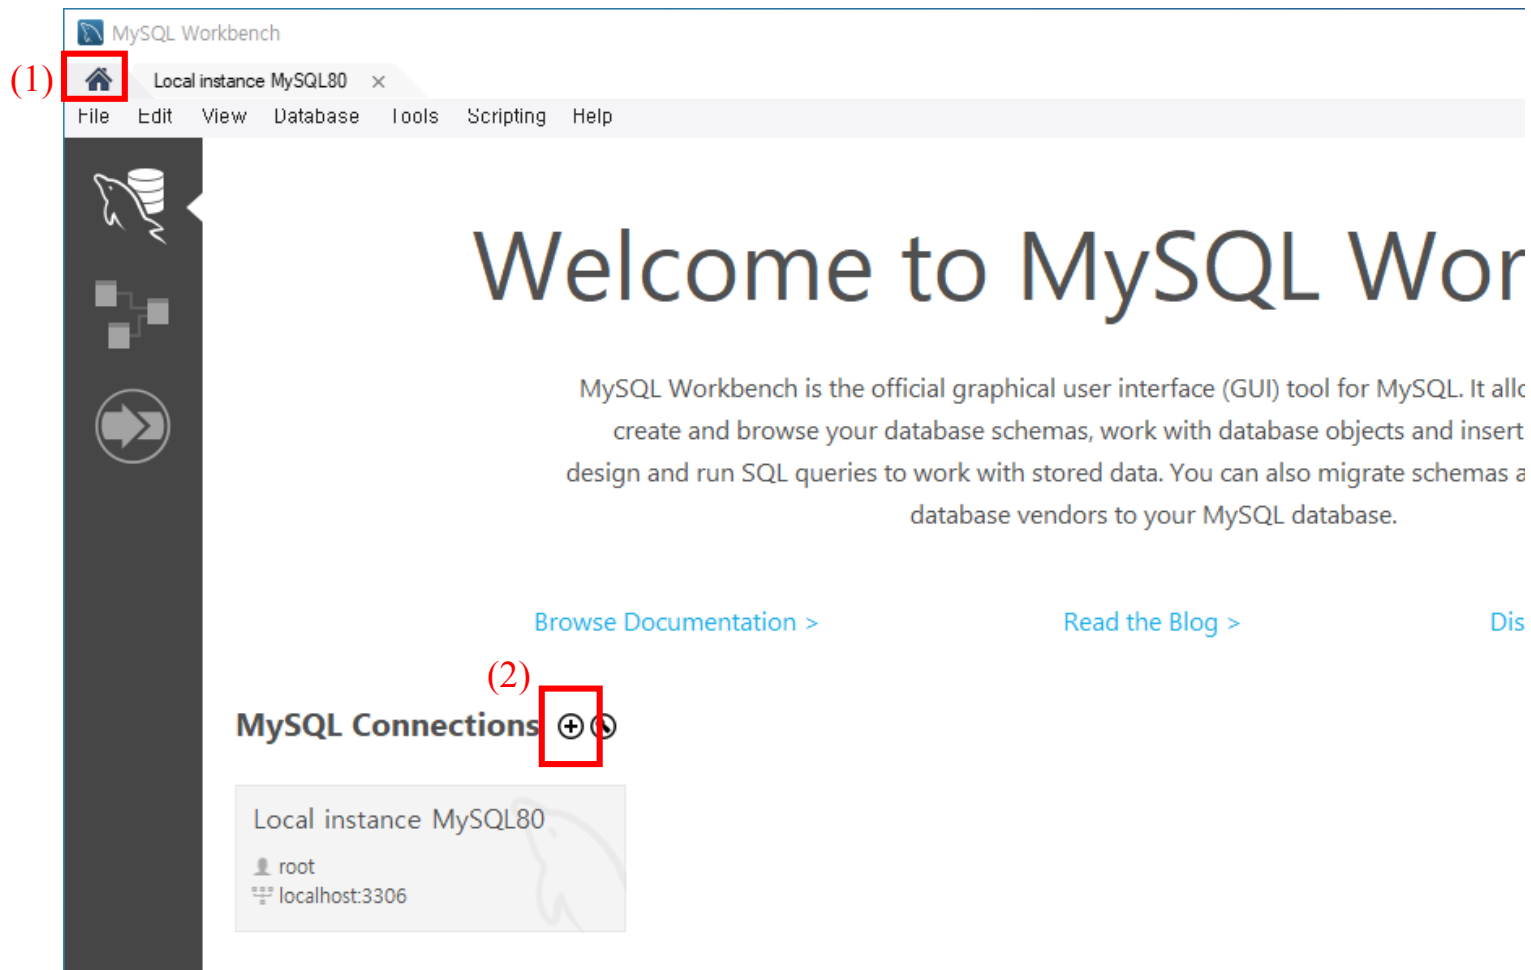 MySQL Workbench
(1)
Local instance MySQL80 ×
File Edit View Database Tools Scripting Help
Welcome to MySQL Wor
MySQL Workbench is the official graphical user interface (GUI) tool for MySQL. It allo
create and browse your database schemas, work with database objects and insert
design and run SQL queries to work with stored data. You can also migrate schemas a
database vendors to your MySQL database.
Browse Documentation > Read the Blog > Dis
(2)
MySQL Connections
Local instance MySQL80
root
localhost:3306